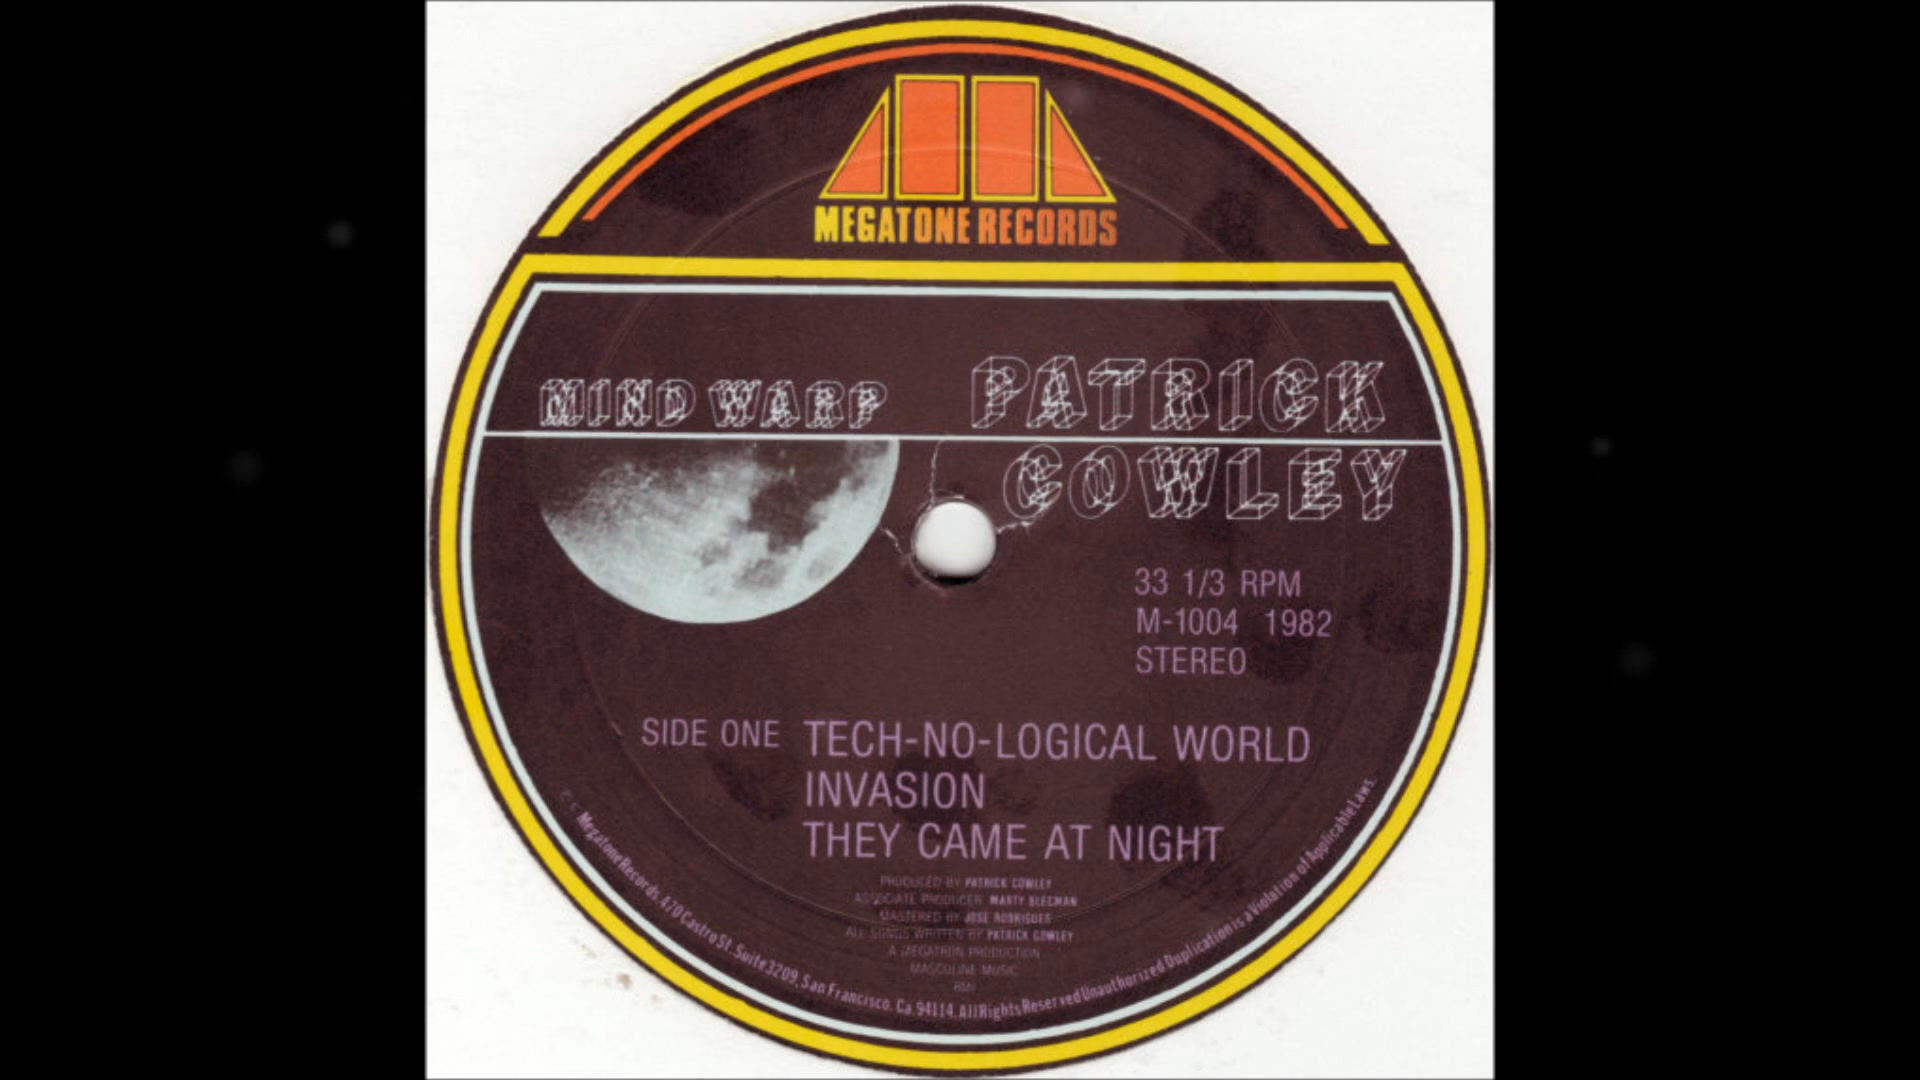 MEGATONE RECORDS
MIND WARP
PATRICK
COWLEY
33 1/3 RPM
M-1004 1982
STEREO
SIDE ONE TECH-NO-LOGICAL WORLD
INVASION
THEY CAME AT NIGHT
PRODUCED BY PATRICK COWLEY
ASSOCIATE PRODUCER MARTY BLECMAN
MASTERED BY JOSE RODRIGUES
ALL SONGS WRITTEN BY PATRICK COWLEY
A MEGATRON PRODUCTION
MASCULINE MUSIC
BMI
Megatone Records. 470 Castro St. Suite 3209, San Francisco. Ca. 94114. All Rights Reserved Unauthorized Duplication is a Violation of Applicable Laws.